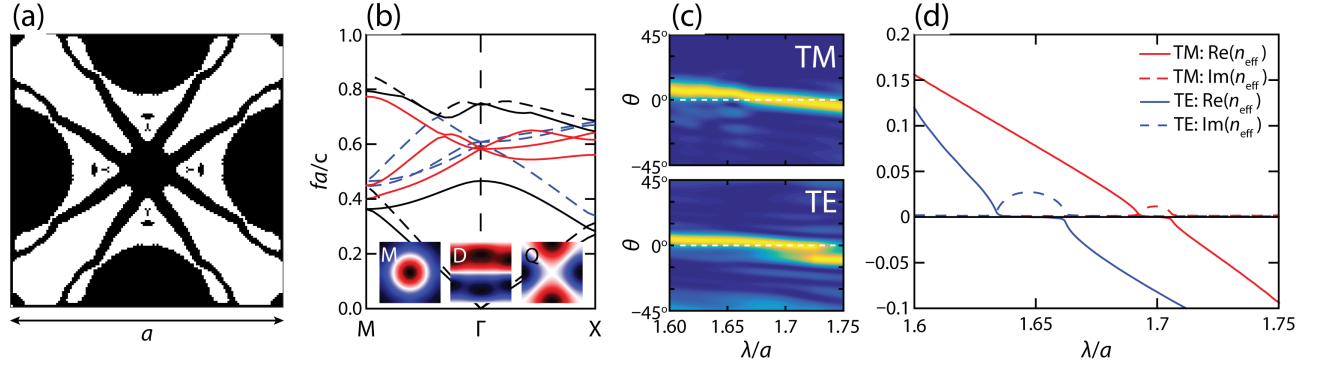 (a)
a
(b)
fa/c
1.0
0.8
0.6
0.4
0.2
0.0
M
D
Q
M
Γ
X
(c)
45°
θ
0°
−45°
TM
45°
θ
0°
−45°
TE
1.60
1.65
1.7
1.75
λ/a
(d)
0.2
0.15
0.1
0.05
0
−0.05
−0.1
TM: Re(neff)
TM: Im(neff)
TE: Re(neff)
TE: Im(neff)
1.6
1.65
1.7
1.75
λ/a